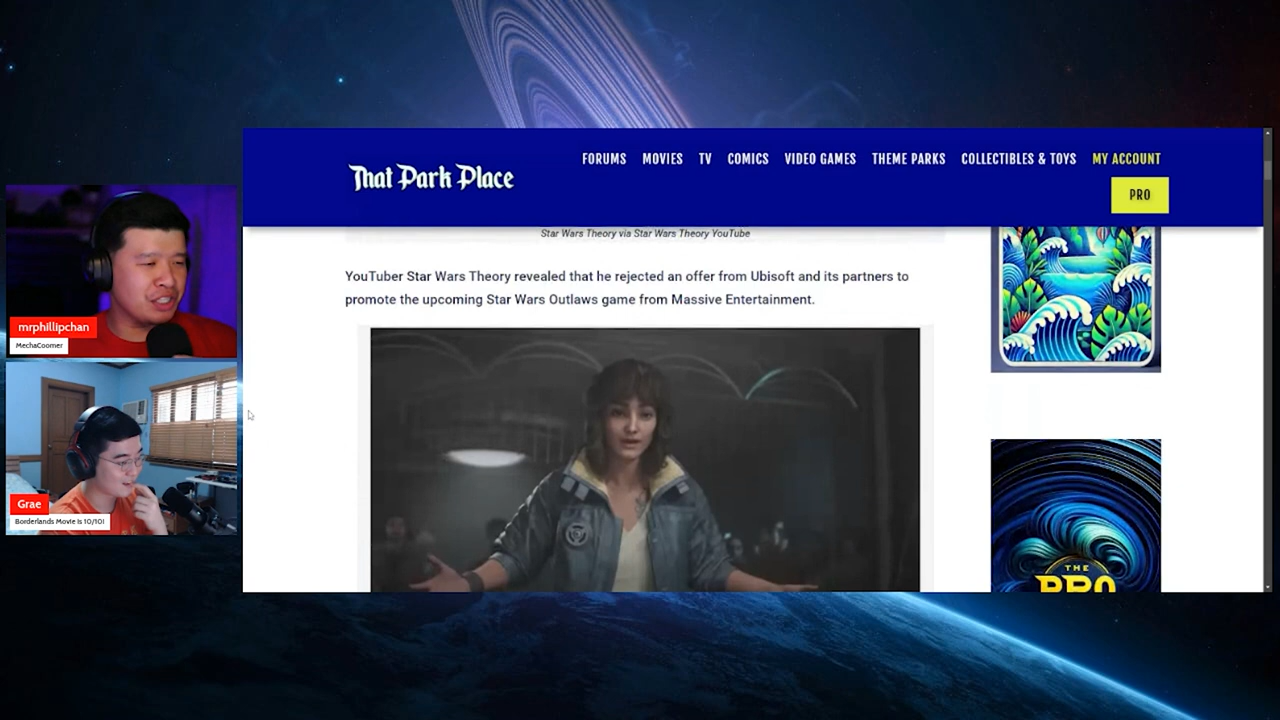 That Park Place
FORUMS MOVIES TV COMICS VIDEO GAMES THEME PARKS COLLECTIBLES & TOYS MY ACCOUNT
PRO
Star Wars Theory via Star Wars Theory YouTube
YouTuber Star Wars Theory revealed that he rejected an offer from Ubisoft and its partners to
promote the upcoming Star Wars Outlaws game from Massive Entertainment.
mrphillipchan
MechaCoomer
Grae
Borderlands Movie is 10/10!
THE
PRO